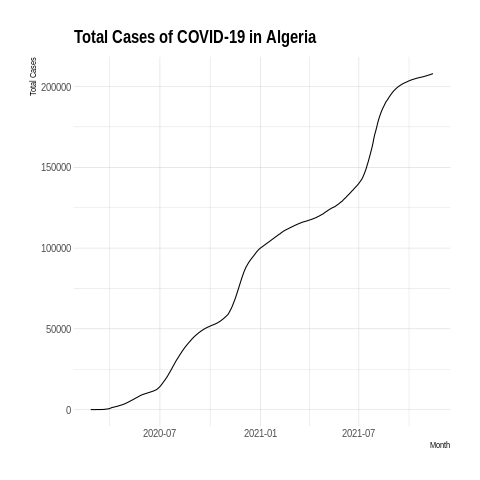 Total Cases of COVID-19 in Algeria
Total Cases
200000
150000
100000
50000
0
2020-07 2021-01 2021-07
Month